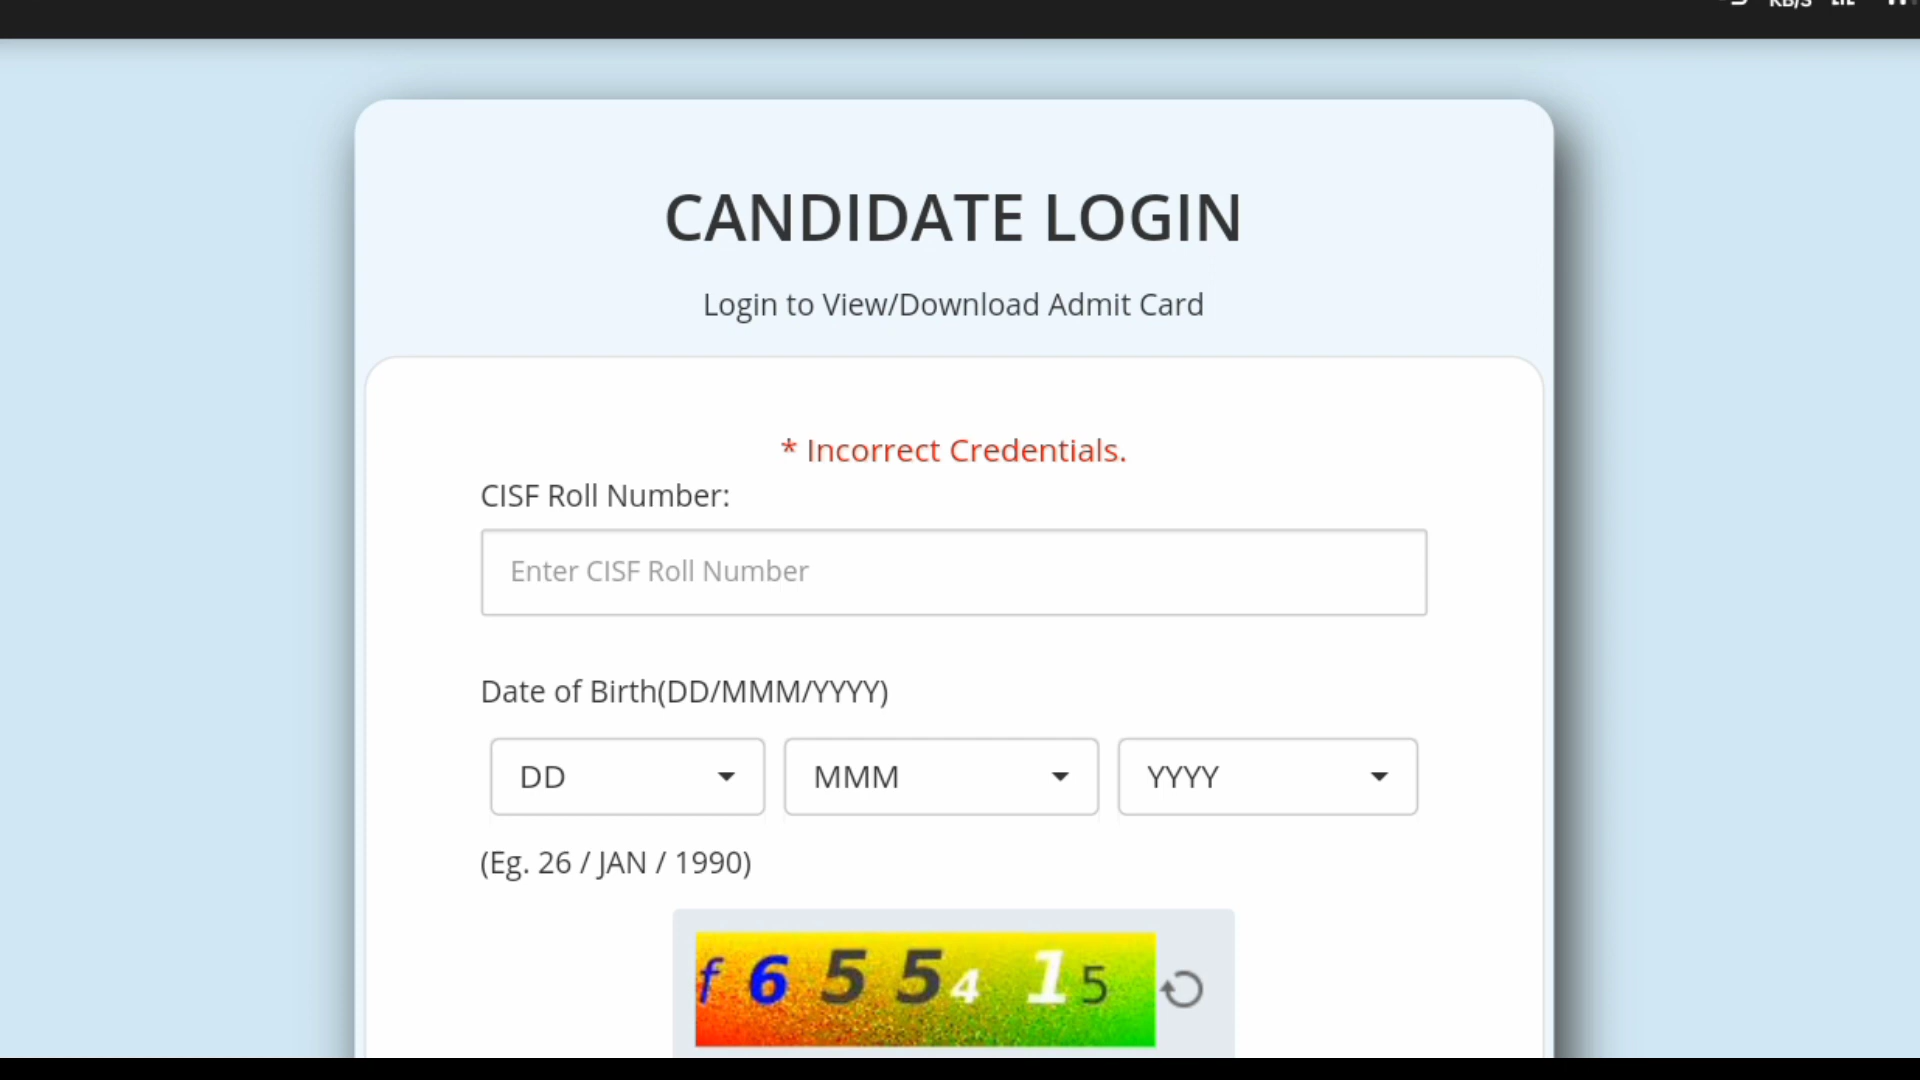 CANDIDATE LOGIN
Login to View/Download Admit Card
* Incorrect Credentials.
CISF Roll Number:
Enter CISF Roll Number
Date of Birth(DD/MMM/YYYY)
DD MMM YYYY
(Eg. 26 / JAN / 1990)
f 6 5 5 4 1 5